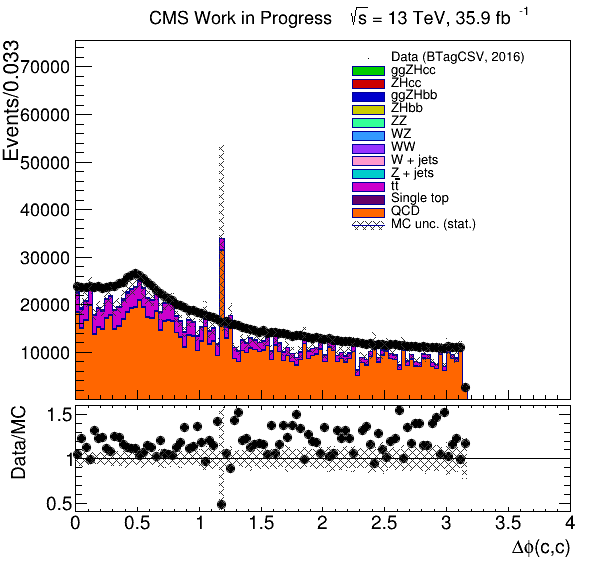 CMS Work in Progress √s = 13 TeV, 35.9 fb⁻¹
Events/0.033
70000
60000
50000
40000
30000
20000
10000
Data (BTagCSV, 2016)
ggZHcc
ZHcc
ggZHbb
ZHbb
ZZ
WZ
WW
W + jets
Z + jets
tt̅
Single top
QCD
MC unc. (stat.)
Data/MC
1.5
1
0.5
0 0.5 1 1.5 2 2.5 3 3.5 4
Δϕ(c,c)